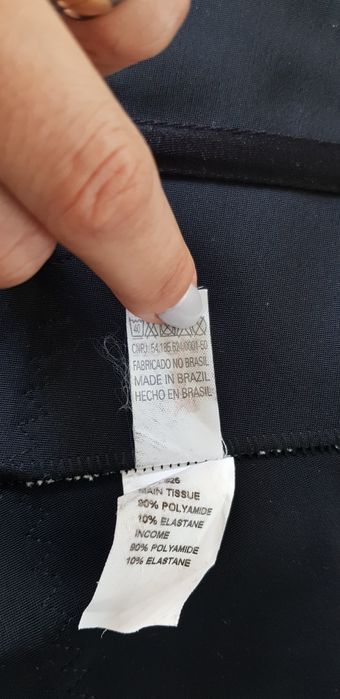 40
CNPJ: 54.185.624/0001-50
FABRICADO NO BRASIL
MADE IN BRAZIL
HECHO EN BRASIL
MAIN TISSUE
90% POLYAMIDE
10% ELASTANE
INCOME
90% POLYAMIDE
10% ELASTANE